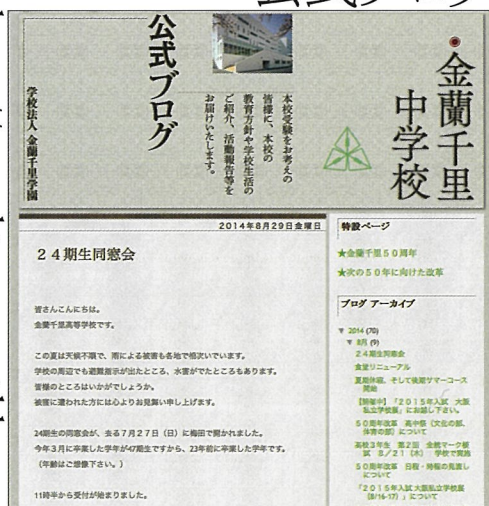 金蘭千里
中学校
本校受験をお考えの
皆様に、本校の
教育方針や学校生活の
ご紹介、活動報告等を
お届けいたします。
公式ブログ
学校法人 金蘭千里学園
2014年8月29日金曜日
24期生同窓会
皆さんこんにちは。
金蘭千里高等学校です。
この夏は天候不順で、雨による被害も各地で相次いでいます。
学校の周辺でも避難指示が出たところ、水害がでたところもあります。
皆様のところはいかがでしょうか。
被害に遭われた方には心よりお見舞い申し上げます。
24期生の同窓会が、去る7月27日（日）に梅田で開かれました。
今年3月に卒業した学年が47期生ですから、23年前に卒業した学年です。
（年齢はご想像下さい。）
11時半から受付が始まりました。
特設ページ
★金蘭千里50周年
★次の50年に向けた改革
ブログ アーカイブ
▼ 2014 (70)
▼ 8月 (9)
24期生同窓会
食堂リニューアル
夏期休暇、そして後期サマーコース
開始
【開催中】「2015年入試 大阪
私立学校展」にお越し下さい。
50周年改革 高中祭（文化の部、
体育の部）について
高校3年生 第2回 全統マーク模
試 8／21（木） 学校で実施
50周年改革 日程・時程の見直し
について
「2015年入試大阪私立学校展
(8/16-17)」について